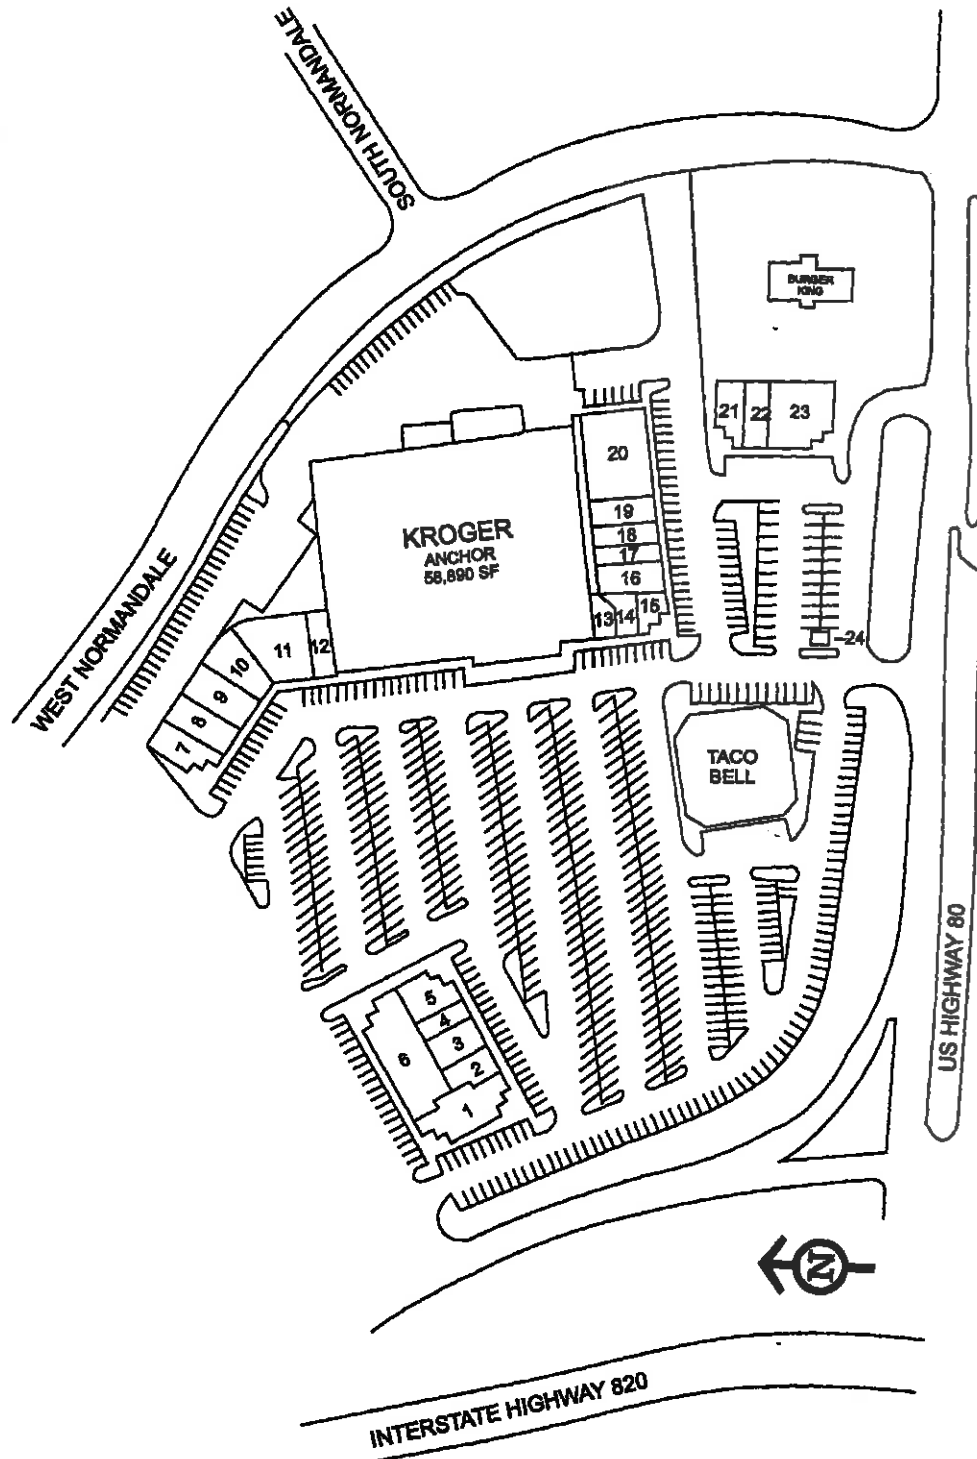 SOUTH NORMANDALE
BURGER
KING
21
22
23
20
KROGER
ANCHOR
58,890 SF
19
18
17
16
13
14
15
WEST NORMANDALE
12
11
10
9
8
7
24
TACO
BELL
US HIGHWAY 80
5
4
3
6
2
1
N
INTERSTATE HIGHWAY 820